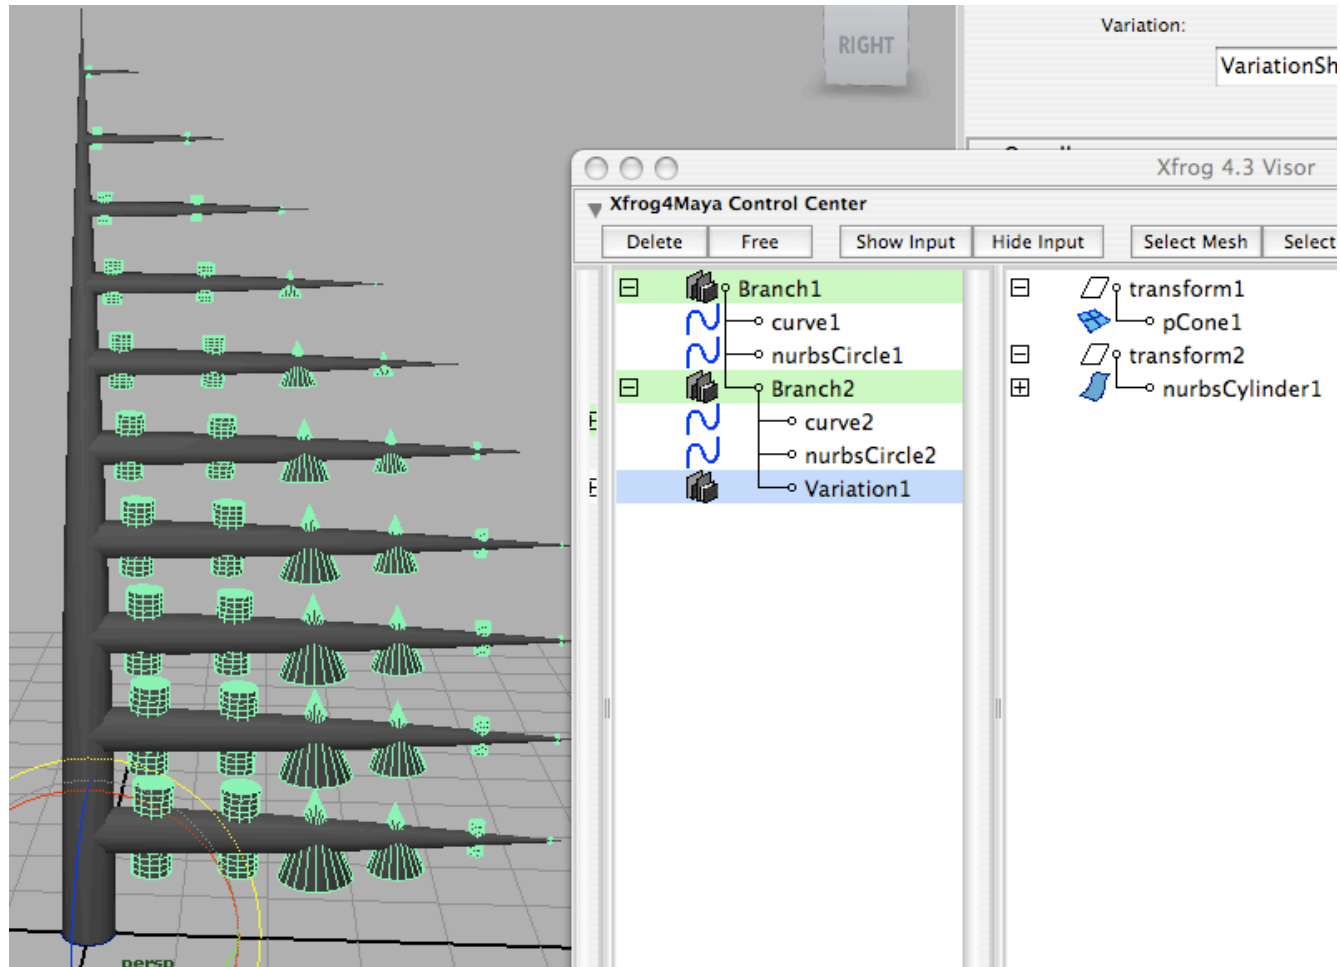 RIGHT
Variation:
VariationSh
Xfrog 4.3 Visor
Xfrog4Maya Control Center
Delete Free Show Input Hide Input Select Mesh Select
Branch1
curve1
nurbsCircle1
Branch2
curve2
nurbsCircle2
Variation1
transform1
pCone1
transform2
nurbsCylinder1
persp